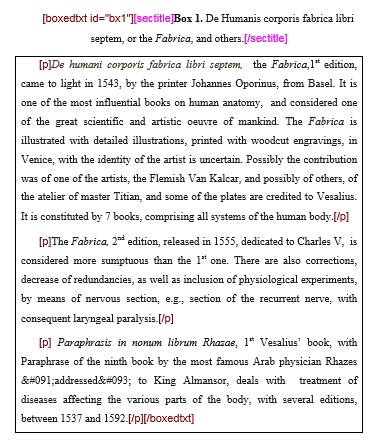 [boxedtxt id="bx1"][sectitle]Box 1. De Humanis corporis fabrica libri
septem, or the Fabrica, and others.[/sectitle]
[p]De humani corporis fabrica libri septem, the Fabrica,1st edition,
came to light in 1543, by the printer Johannes Oporinus, from Basel. It is
one of the most influential books on human anatomy, and considered one
of the great scientific and artistic oeuvre of mankind. The Fabrica is
illustrated with detailed illustrations, printed with woodcut engravings, in
Venice, with the identity of the artist is uncertain. Possibly the contribution
was of one of the artists, the Flemish Van Kalcar, and possibly of others, of
the atelier of master Titian, and some of the plates are credited to Vesalius.
It is constituted by 7 books, comprising all systems of the human body.[/p]
[p]The Fabrica, 2nd edition, released in 1555, dedicated to Charles V, is
considered more sumptuous than the 1st one. There are also corrections,
decrease of redundancies, as well as inclusion of physiological experiments,
by means of nervous section, e.g., section of the recurrent nerve, with
consequent laryngeal paralysis.[/p]
[p] Paraphrasis in nonum librum Rhazae, 1st Vesalius’ book, with
Paraphrase of the ninth book by the most famous Arab physician Rhazes
&#091;addressed&#093; to King Almansor, deals with treatment of
diseases affecting the various parts of the body, with several editions,
between 1537 and 1592.[/p][/boxedtxt]